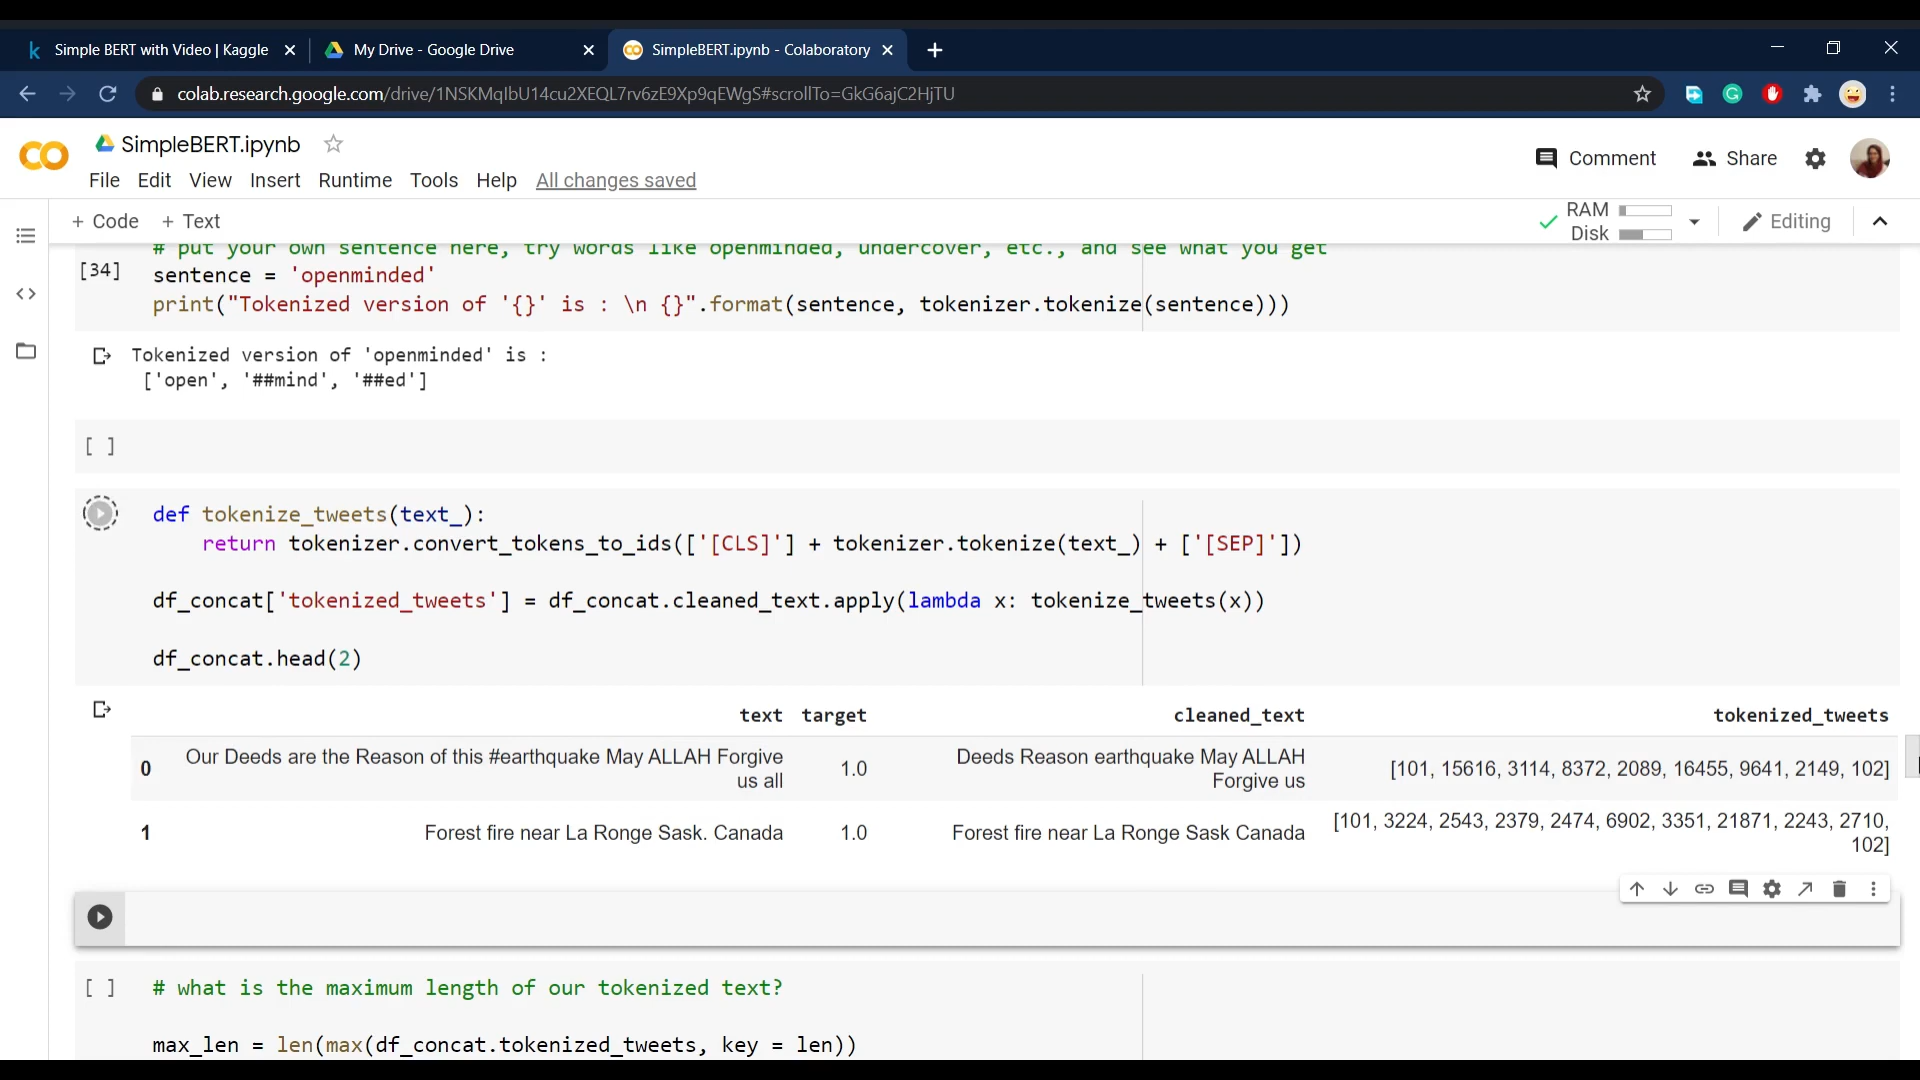 Simple BERT with Video | Kaggle
My Drive - Google Drive
SimpleBERT.ipynb - Colaboratory
colab.research.google.com/drive/1NSKMqIbU14cu2XEQL7rv6zE9Xp9qEWgS#scrollTo=GkG6ajC2HjTU
SimpleBERT.ipynb
Comment
Share
File Edit View Insert Runtime Tools Help All changes saved
+ Code + Text
RAM
Disk
Editing
# put your own sentence here, try words like openminded, undercover, etc., and see what you get
[34]
sentence = 'openminded'
print("Tokenized version of '{}' is : \n {}".format(sentence, tokenizer.tokenize(sentence)))
Tokenized version of 'openminded' is :
['open', '##mind', '##ed']
[ ]
def tokenize_tweets(text_):
return tokenizer.convert_tokens_to_ids(['[CLS]'] + tokenizer.tokenize(text_) + ['[SEP]'])
df_concat['tokenized_tweets'] = df_concat.cleaned_text.apply(lambda x: tokenize_tweets(x))
df_concat.head(2)
text target cleaned_text tokenized_tweets
0 Our Deeds are the Reason of this #earthquake May ALLAH Forgive us all 1.0 Deeds Reason earthquake May ALLAH Forgive us [101, 15616, 3114, 8372, 2089, 16455, 9641, 2149, 102]
1 Forest fire near La Ronge Sask. Canada 1.0 Forest fire near La Ronge Sask Canada [101, 3224, 2543, 2379, 2474, 6902, 3351, 21871, 2243, 2710, 102]
[ ] # what is the maximum length of our tokenized text?
max_len = len(max(df_concat.tokenized_tweets, key = len))